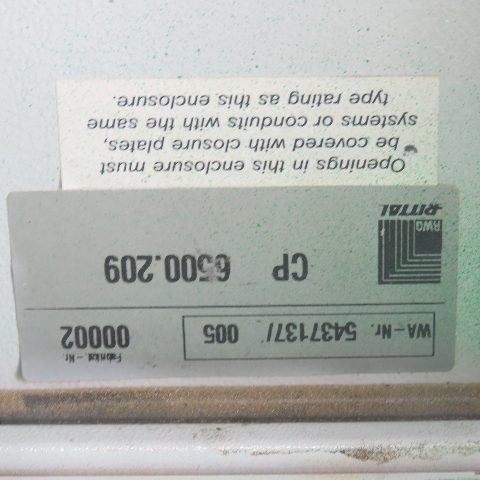 WA-Nr. 5437137/ 005
Fabrikat.-Nr
00002
CP 6500.209
RWG
RITTAL
Openings in this enclosure must
be covered with closure plates,
systems or conduits with the same
type rating as this enclosure.